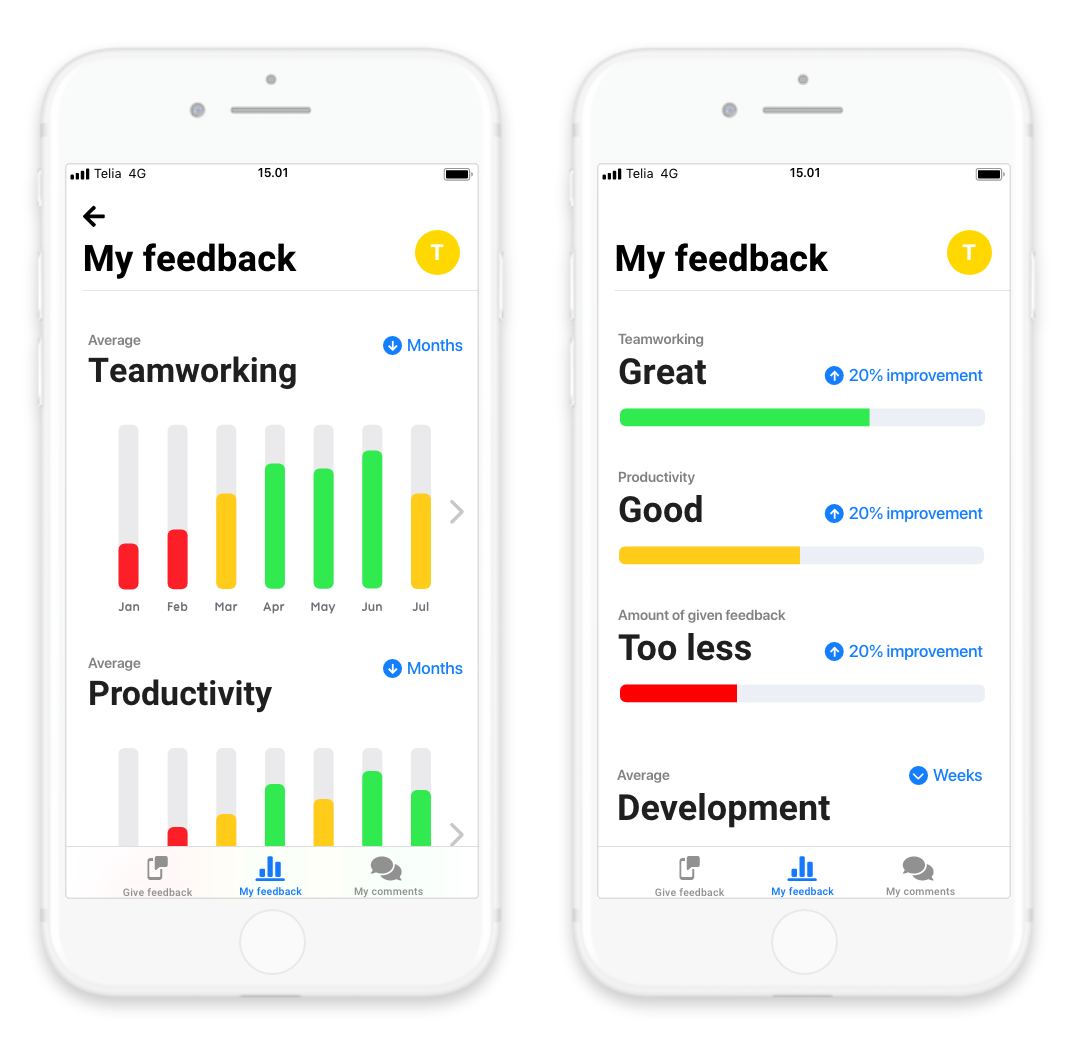 Telia 4G 15.01
My feedback T
Average
Months
Teamworking
Jan Feb Mar Apr May Jun Jul
Average
Months
Productivity
Give feedback My feedback My comments
Telia 4G 15.01
My feedback T
Teamworking
Great 20% improvement
Productivity
Good 20% improvement
Amount of given feedback
Too less 20% improvement
Average Weeks
Development
Give feedback My feedback My comments